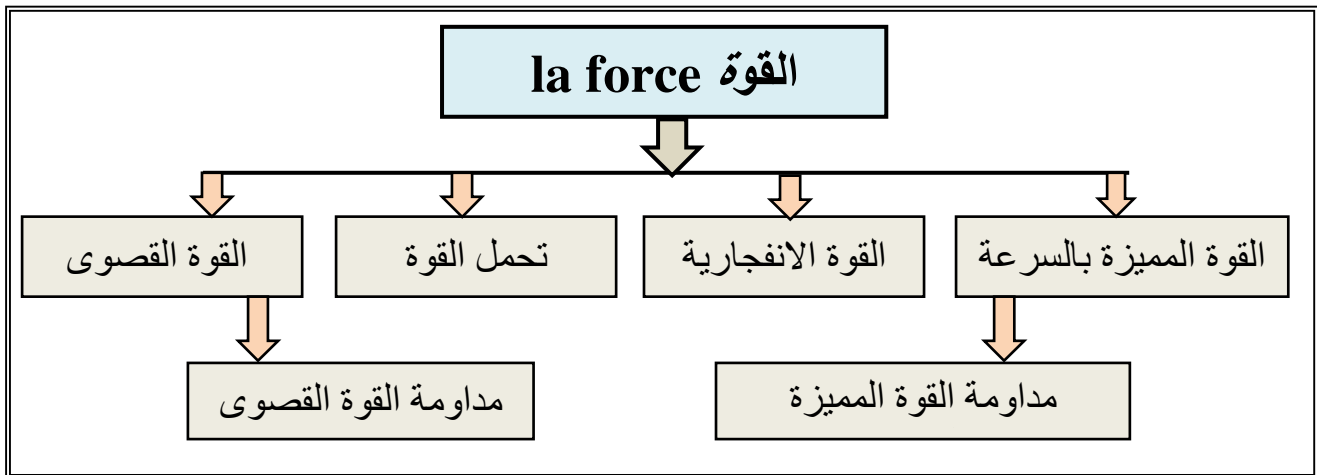 القوة la force
القوة المميزة بالسرعة
القوة الانفجارية
تحمل القوة
القوة القصوى
مداومة القوة المميزة
مداومة القوة القصوى